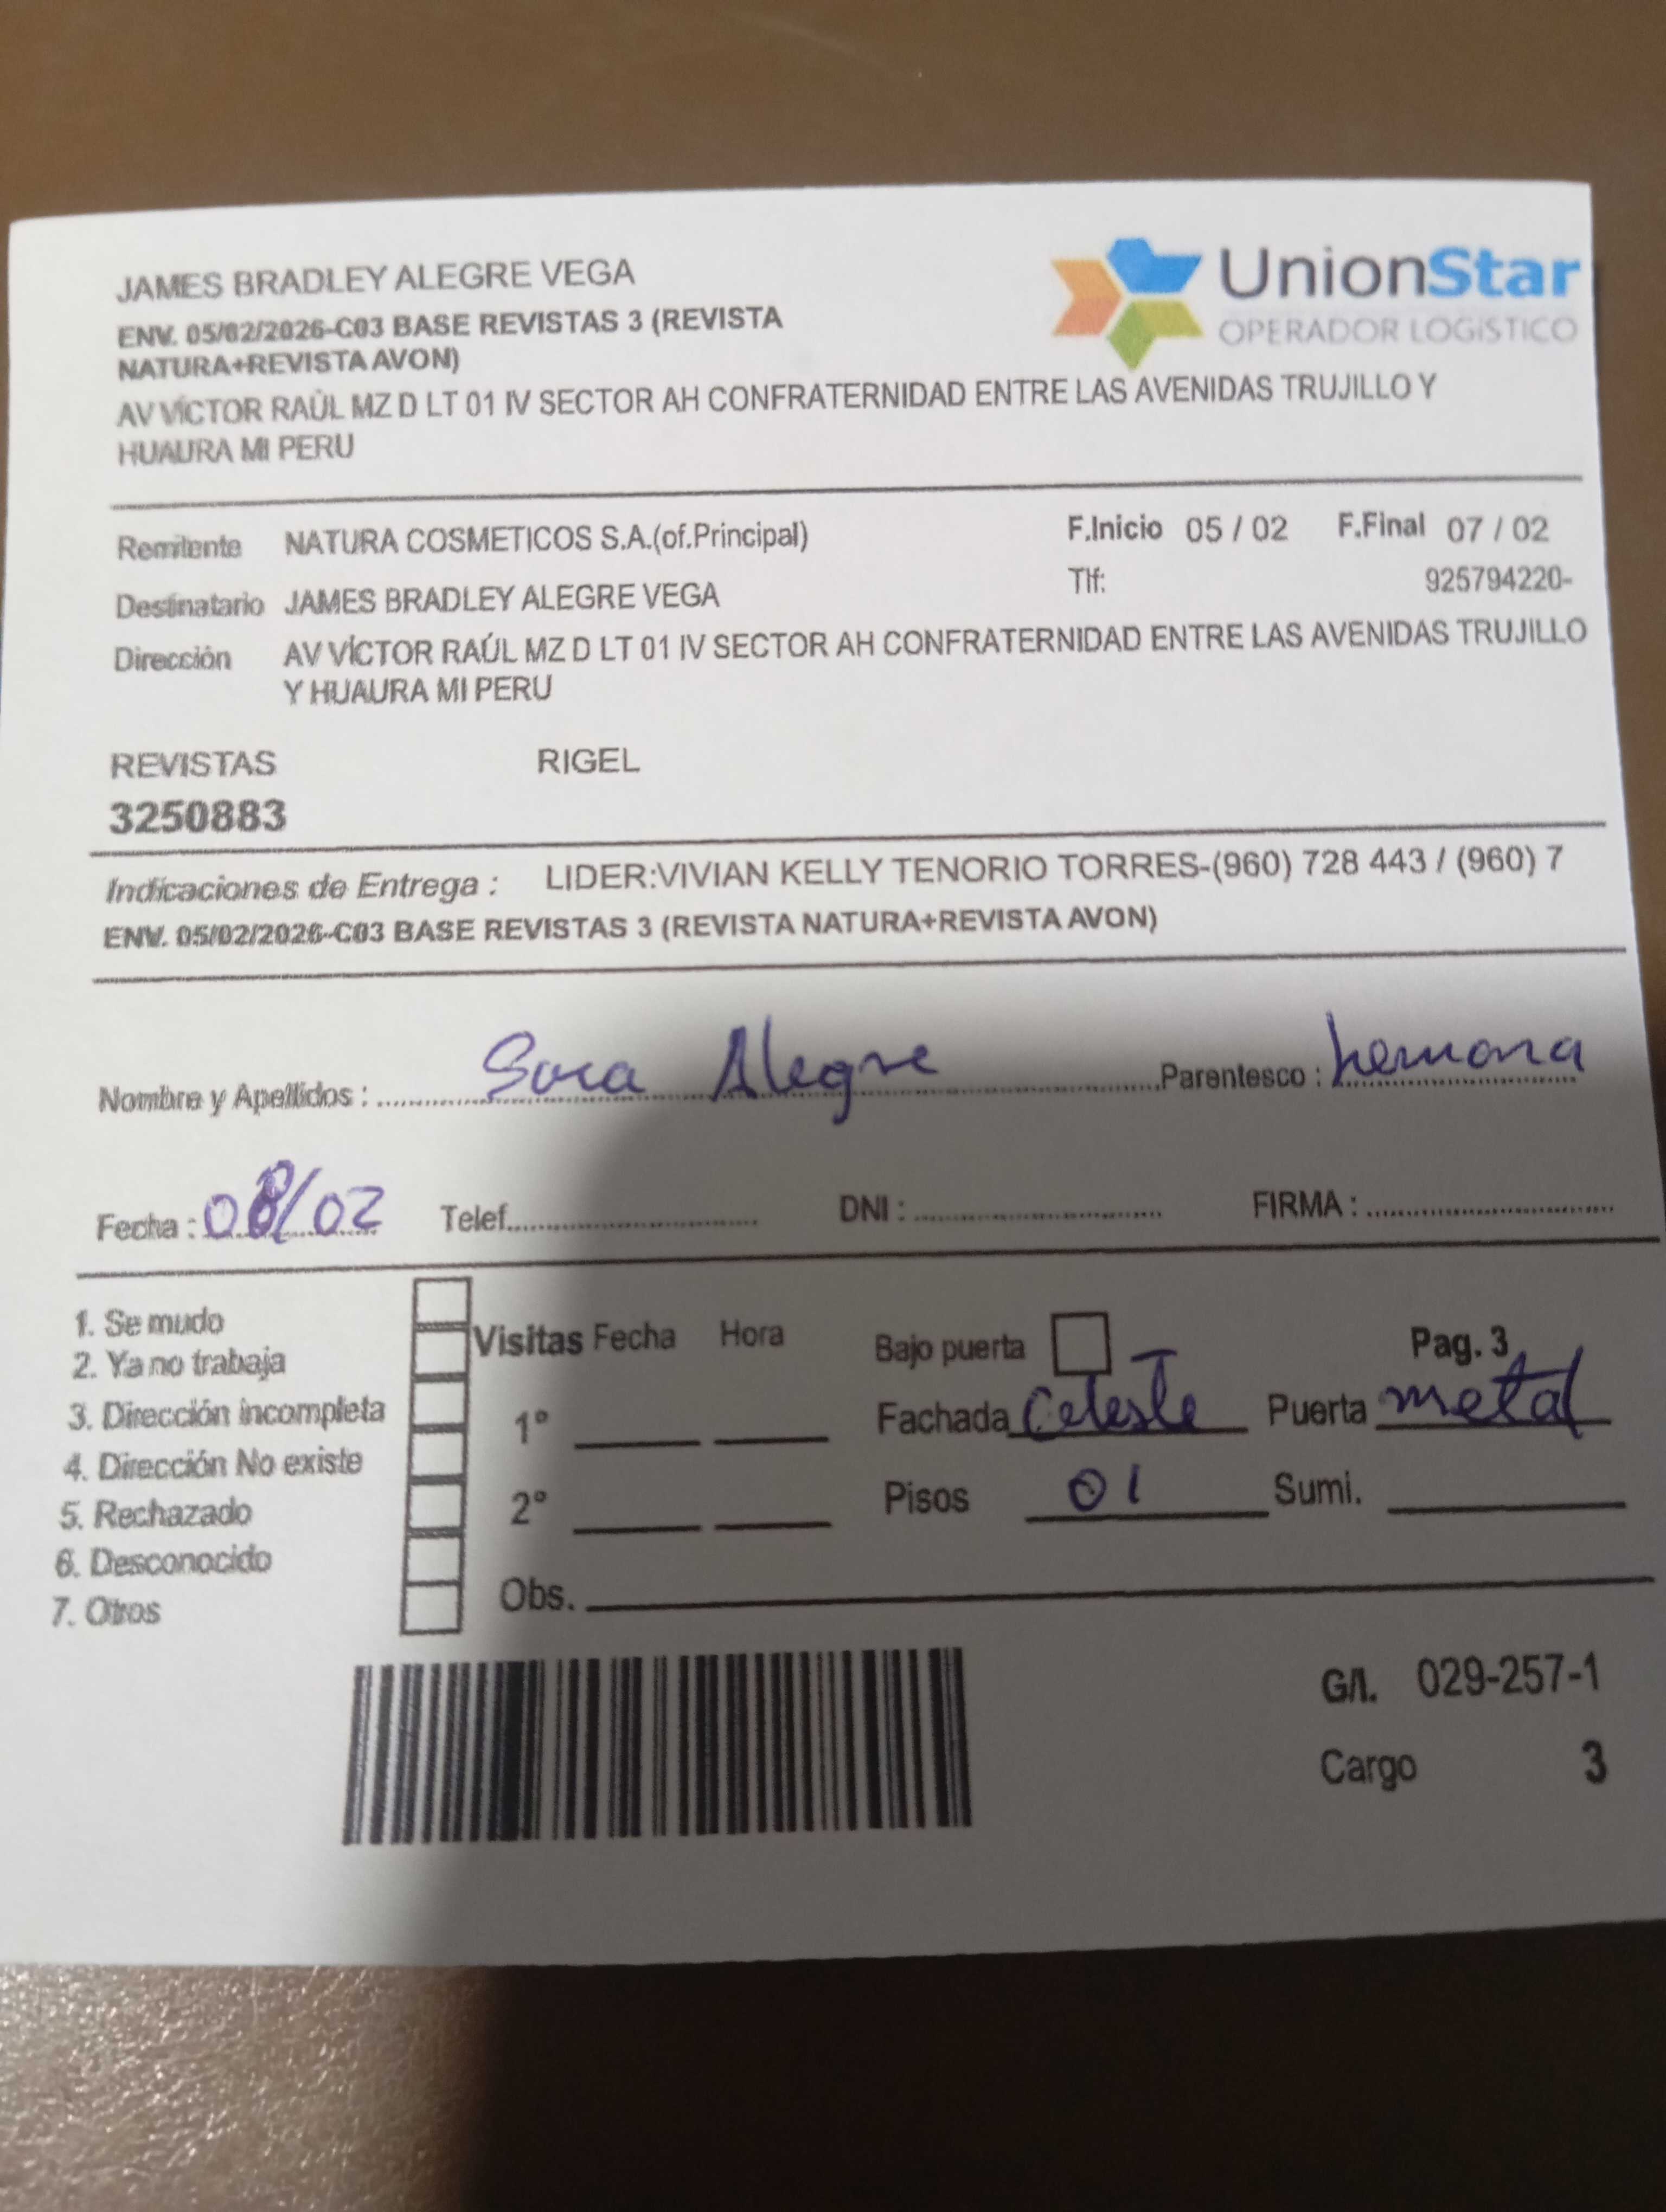 JAMES BRADLEY ALEGRE VEGA
UnionStar
OPERADOR LOGíSTICO
ENV. 05/02/2026-C03 BASE REVISTAS 3 (REVISTA
NATURA+REVISTA AVON)
AV VÍCTOR RAÚL MZ D LT 01 IV SECTOR AH CONFRATERNIDAD ENTRE LAS AVENIDAS TRUJILLO Y
HUAURA MI PERU
Remitente NATURA COSMETICOS S.A.(of.Principal) F.Inicio 05 / 02 F.Final 07 / 02
Destinatario JAMES BRADLEY ALEGRE VEGA Tlf: 925794220-
Dirección AV VÍCTOR RAÚL MZ D LT 01 IV SECTOR AH CONFRATERNIDAD ENTRE LAS AVENIDAS TRUJILLO
Y HUAURA MI PERU
REVISTAS RIGEL
3250883
Indicaciones de Entrega : LIDER:VIVIAN KELLY TENORIO TORRES-(960) 728 443 / (960) 7
ENV. 05/02/2026-C03 BASE REVISTAS 3 (REVISTA NATURA+REVISTA AVON)
Nombre y Apellidos : Sara Alegre Parentesco : hermana
Fecha : 08/02 Telef. DNI : FIRMA :
1. Se mudo
2. Ya no trabaja
3. Dirección incompleta
4. Dirección No existe
5. Rechazado
6. Desconocido
7. Otros
Visitas Fecha Hora
1°
2°
Obs.
Bajo puerta Pag. 3
Fachada Celeste Puerta metal
Pisos 01 Sumi.
G/I. 029-257-1
Cargo 3